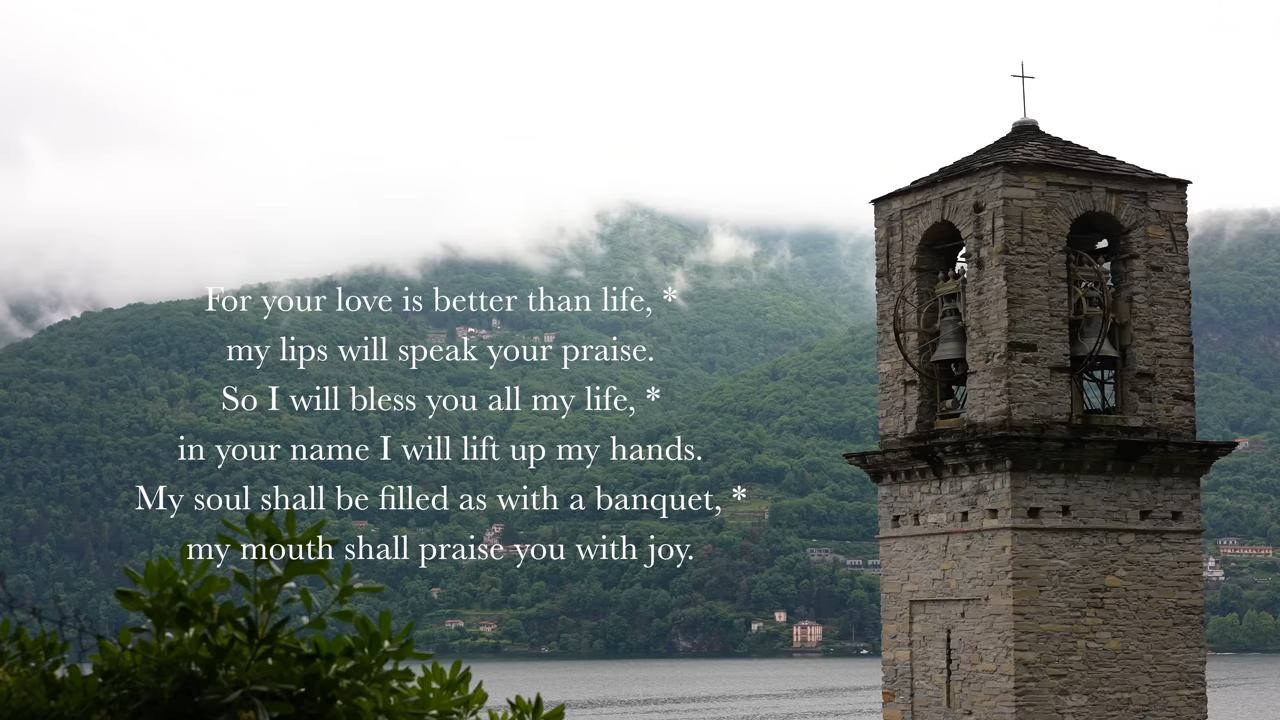 For your love is better than life, *
my lips will speak your praise.
So I will bless you all my life, *
in your name I will lift up my hands.
My soul shall be filled as with a banquet, *
my mouth shall praise you with joy.